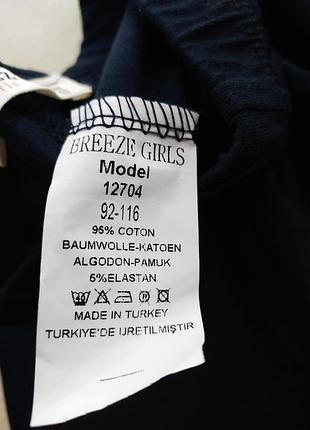 BREEZE GIRLS
Model
12704
92-116
95% COTON
BAUMWOLLE-KATOEN
ALGODON-PAMUK
5%ELASTAN
MADE IN TURKEY
TURKIYE'DE URETILMIŞTIR